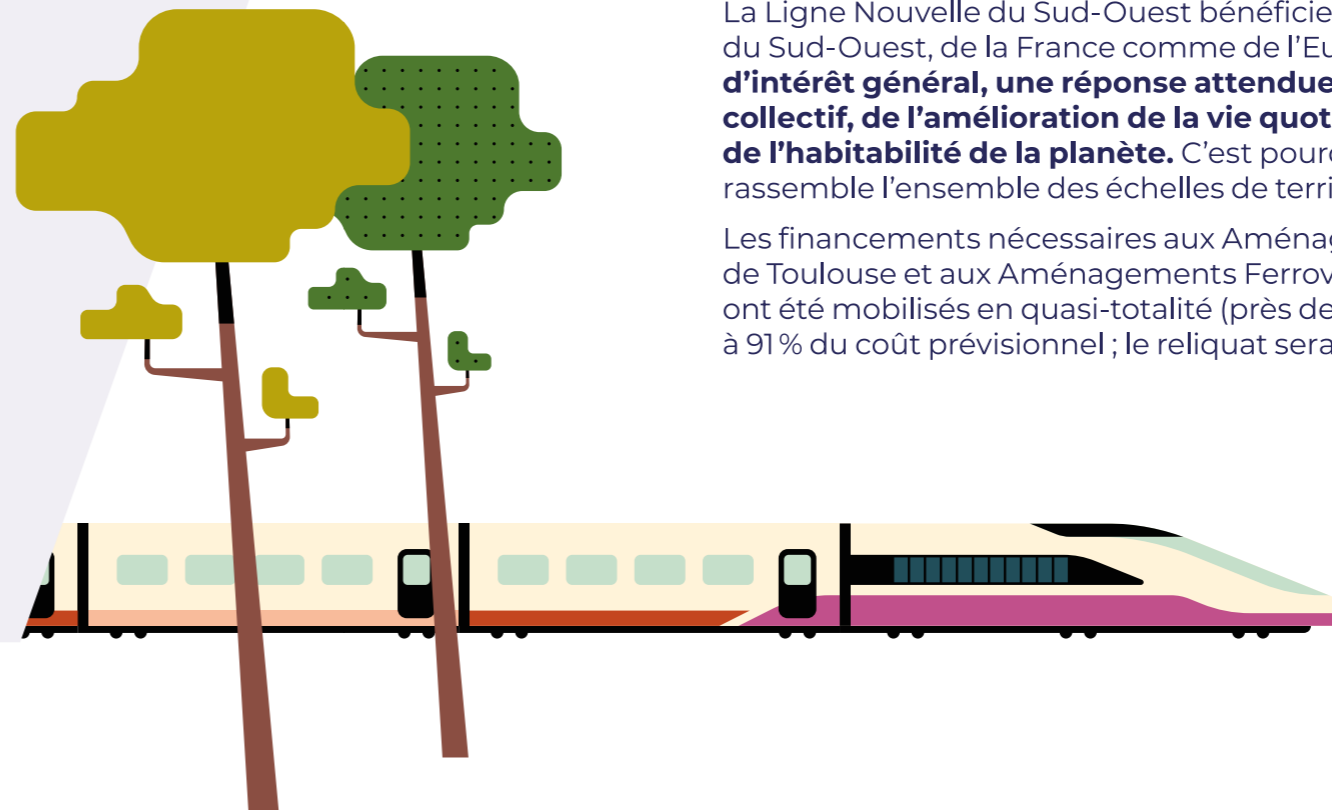 La Ligne Nouvelle du Sud-Ouest bénéficie
du Sud-Ouest, de la France comme de l’Eu
d’intérêt général, une réponse attendue
collectif, de l’amélioration de la vie quot
de l’habitabilité de la planète. C’est pourq
rassemble l’ensemble des échelles de terri
Les financements nécessaires aux Aménag
de Toulouse et aux Aménagements Ferrov
ont été mobilisés en quasi-totalité (près de
à 91 % du coût prévisionnel ; le reliquat sera